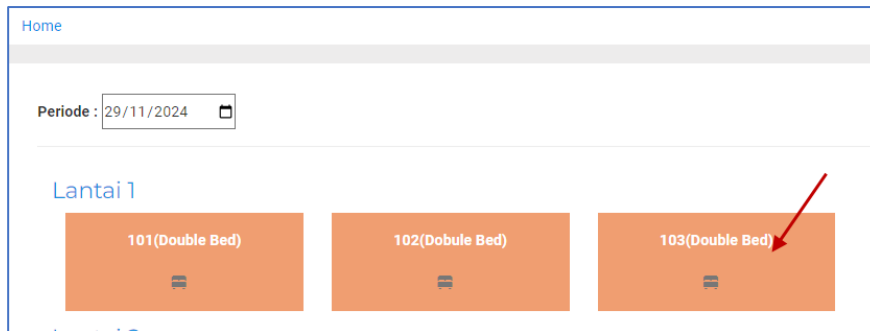 Home
Periode : 29/11/2024
Lantai 1
101(Double Bed)
102(Dobule Bed)
103(Double Bed)